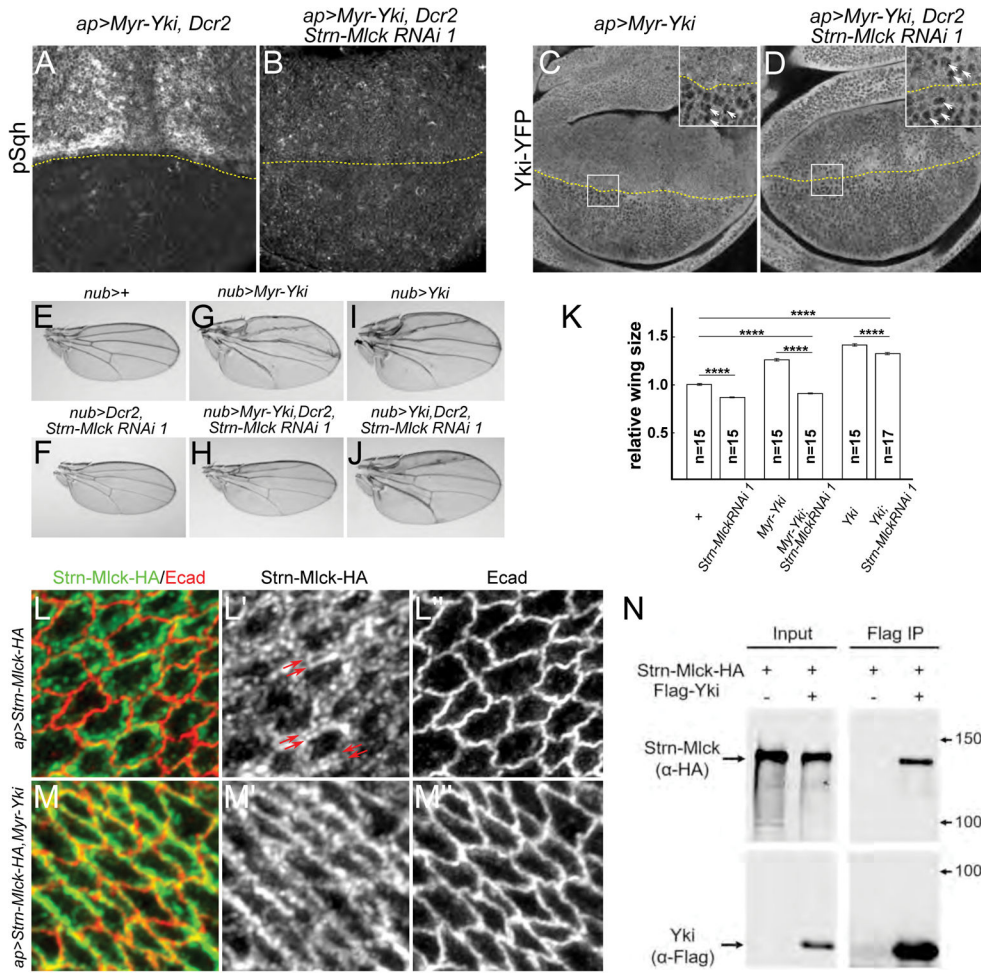 ap>Myr-Yki, Dcr2
ap>Myr-Yki, Dcr2
Strn-Mlck RNAi 1
ap>Myr-Yki
ap>Myr-Yki, Dcr2
Strn-Mlck RNAi 1
pSqh
A
B
Yki-YFP
C
D
nub>+
nub>Myr-Yki
nub>Yki
E
G
I
nub>Dcr2,
Strn-Mlck RNAi 1
nub>Myr-Yki,Dcr2,
Strn-Mlck RNAi 1
nub>Yki,Dcr2,
Strn-Mlck RNAi 1
F
H
J
K
relative wing size
1.5
1.0
0.5
****
****
****
****
****
n=15
n=15
n=15
n=15
n=15
n=17
+
Strn-MlckRNAi 1
Myr-Yki
Myr-Yki;
Strn-MlckRNAi 1
Yki
Yki;
Strn-MlckRNAi 1
Strn-Mlck-HA/Ecad
Strn-Mlck-HA
Ecad
ap>Strn-Mlck-HA
L
L'
L"
ap>Strn-Mlck-HA,Myr-Yki
M
M'
M"
N
Input
Flag IP
Strn-Mlck-HA + + + +
Flag-Yki - + - +
Strn-Mlck
(α-HA)
150
100
100
Yki
(α-Flag)